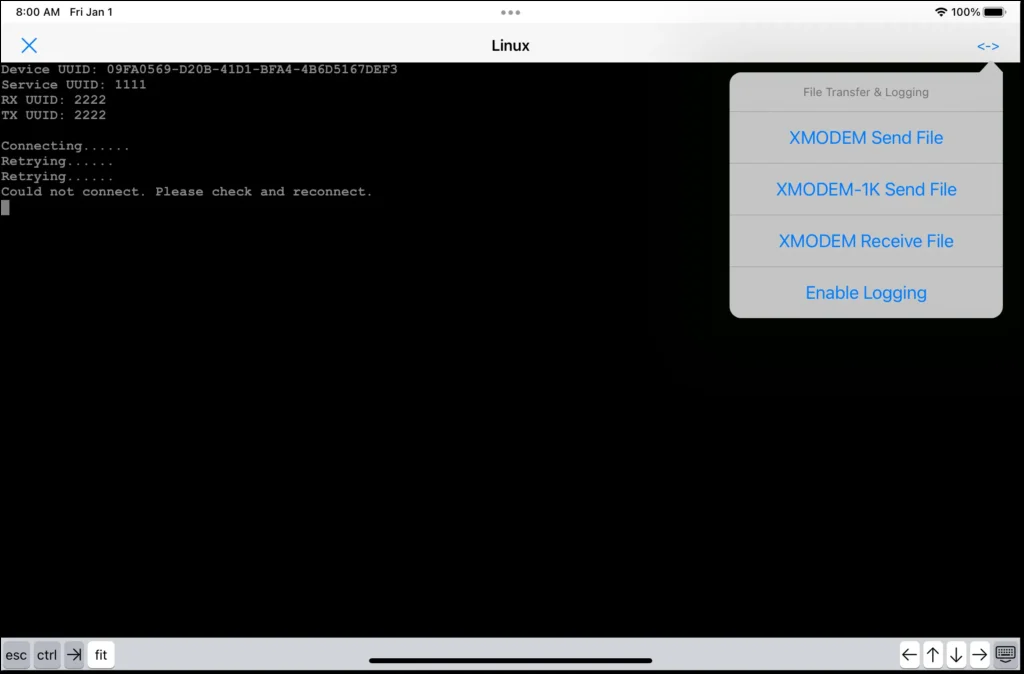 8:00 AM Fri Jan 1
100%
Linux
<->
Device UUID: 09FA0569-D20B-41D1-BFA4-4B6D5167DEF3
Service UUID: 1111
RX UUID: 2222
TX UUID: 2222
Connecting......
Retrying......
Retrying......
Could not connect. Please check and reconnect.
File Transfer & Logging
XMODEM Send File
XMODEM-1K Send File
XMODEM Receive File
Enable Logging
esc ctrl fit